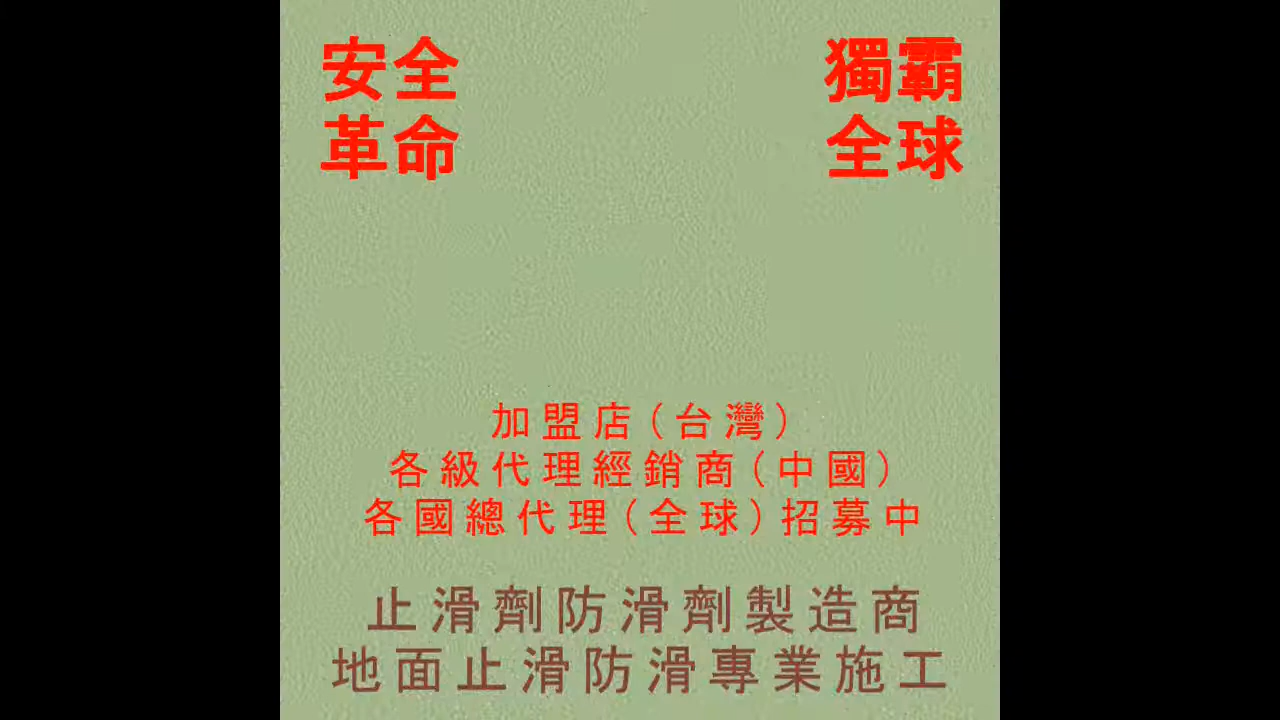 安全
革命
獨霸
全球
加盟店(台灣)
各級代理經銷商(中國)
各國總代理(全球)招募中
止滑劑防滑劑製造商
地面止滑防滑專業施工